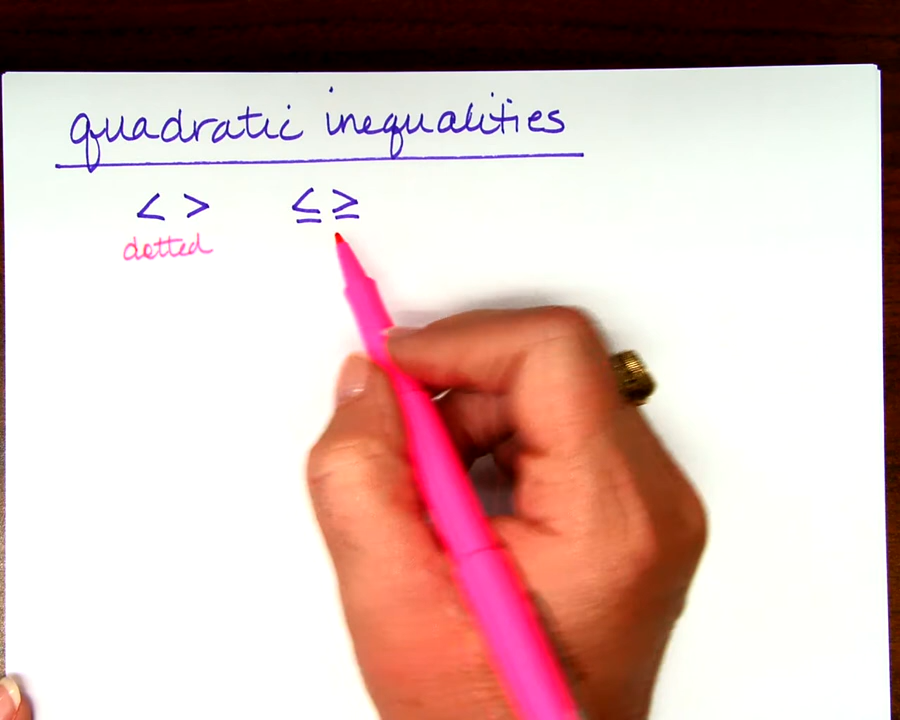 quadratic inequalities
< > ≤ ≥
dotted